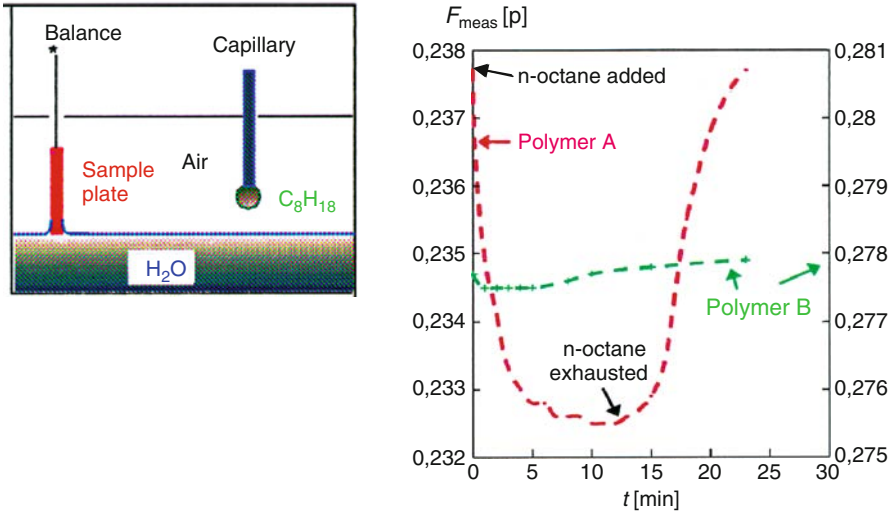 Balance
Capillary
Air
Sample
plate
C₈H₁₈
H₂O
F_meas [p]
0,238
0,237
0,236
0,235
0,234
0,233
0,232
0,281
0,28
0,279
0,278
0,277
0,276
0,275
n-octane added
Polymer A
Polymer B
n-octane
exhausted
0 5 10 15 20 25 30
t [min]